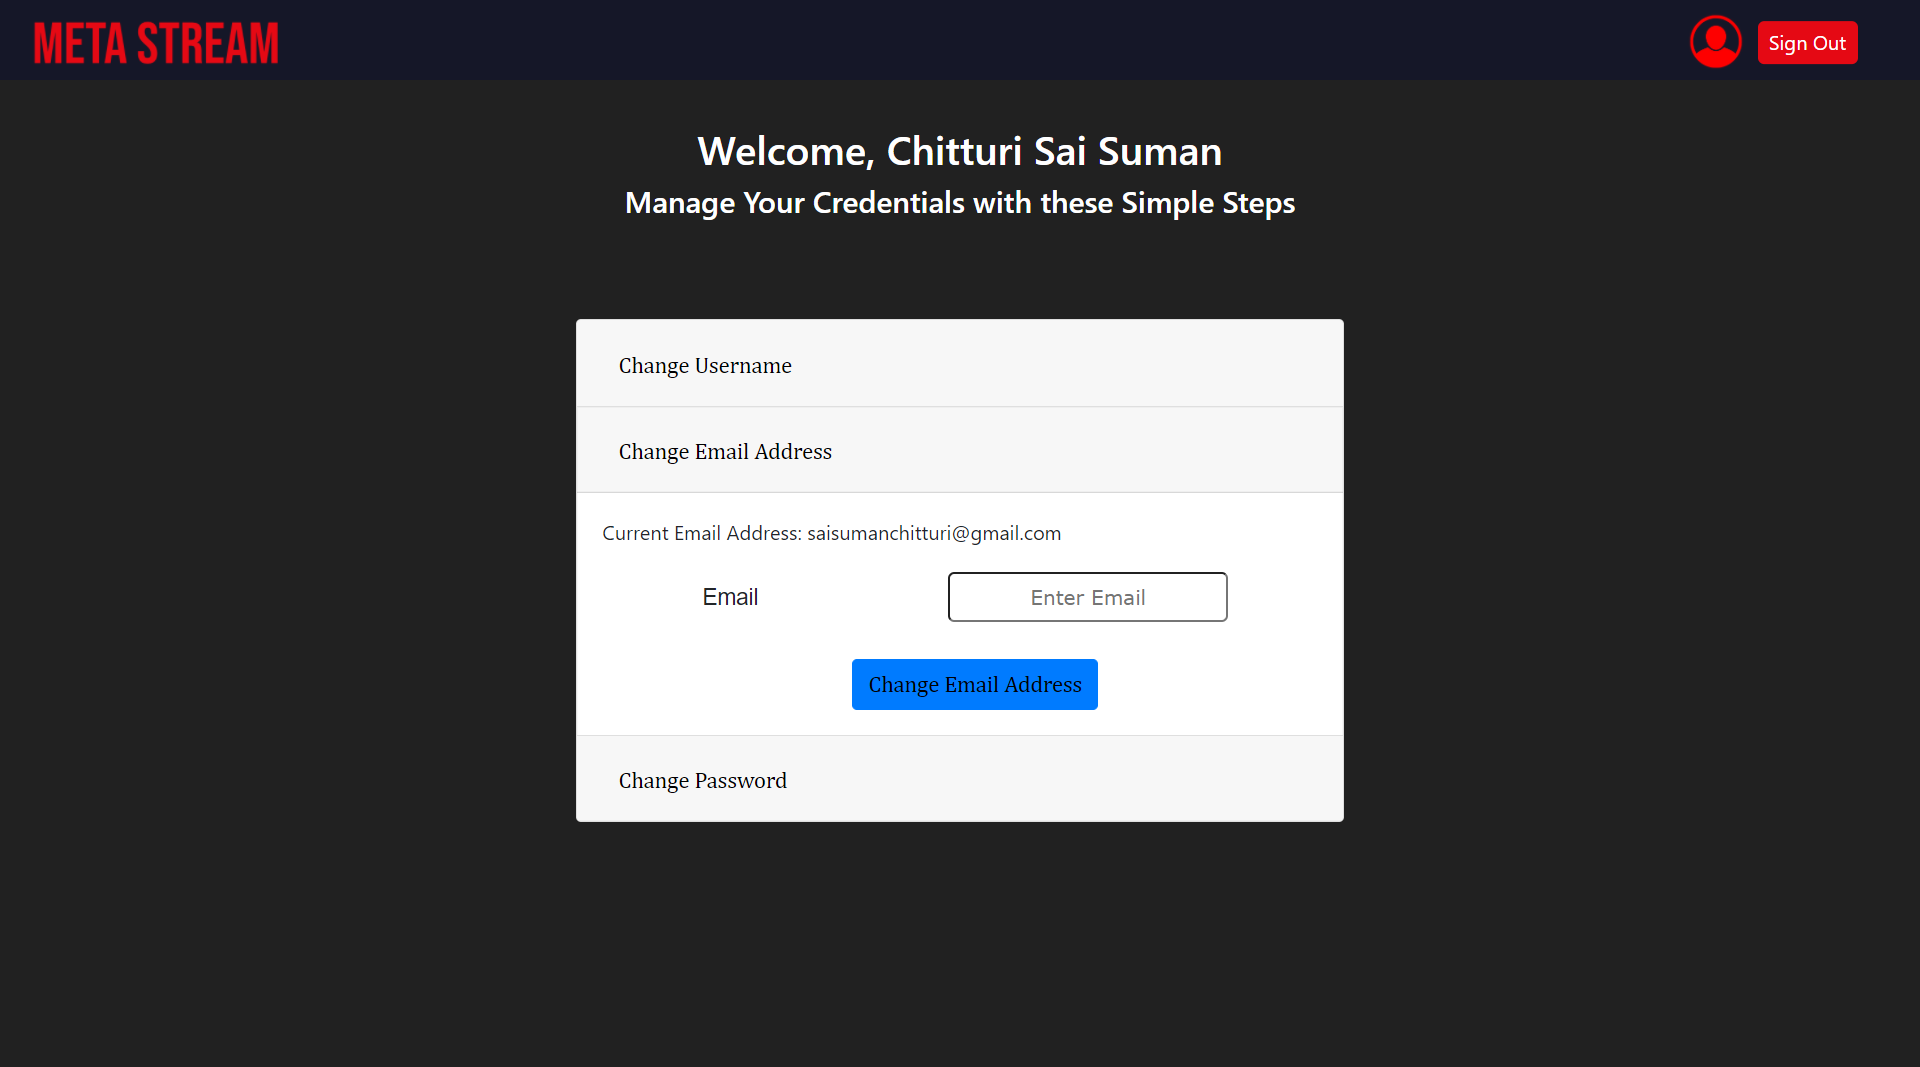 META STREAM
Sign Out
Welcome, Chitturi Sai Suman
Manage Your Credentials with these Simple Steps
Change Username
Change Email Address
Current Email Address: saisumanchitturi@gmail.com
Email
Enter Email
Change Email Address
Change Password